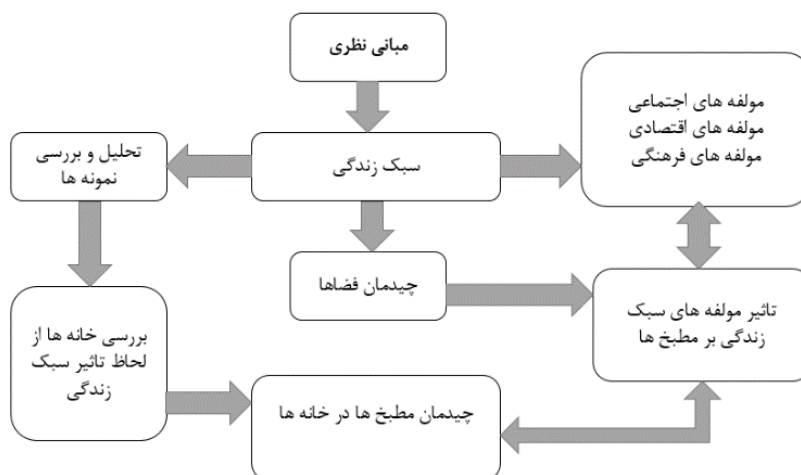 مبانی نظری
مولفه های اجتماعی
مولفه های اقتصادی
مولفه های فرهنگی
سبک زندگی
تحلیل و بررسی
نمونه ها
چیدمان فضاها
تاثیر مولفه های سبک
زندگی بر مطبخ ها
بررسی خانه ها از
لحاظ تاثیر سبک
زندگی
چیدمان مطبخ ها در خانه ها